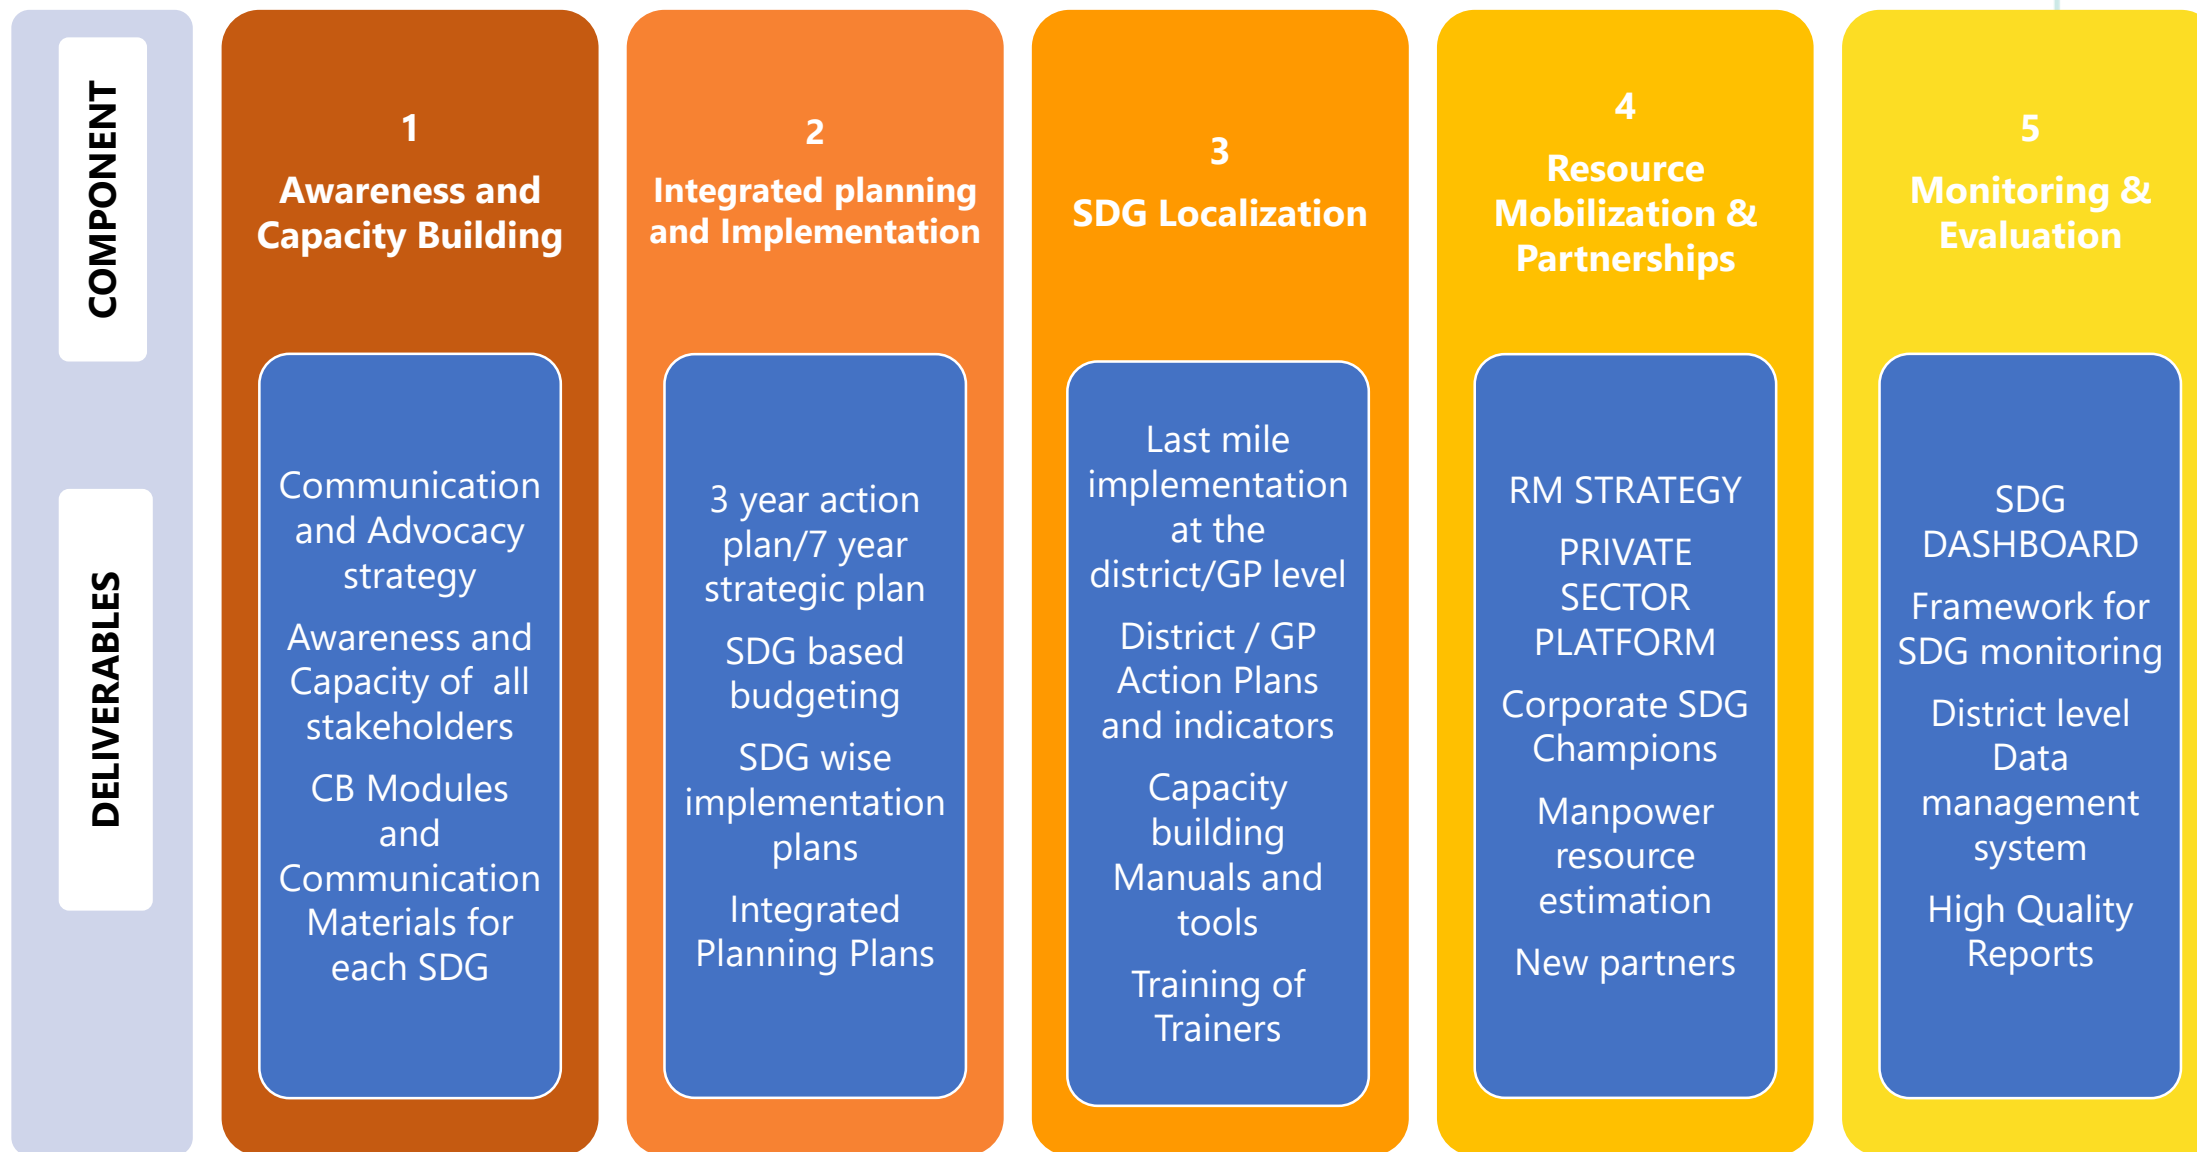 COMPONENT
DELIVERABLES
1
Awareness and
Capacity Building
Communication
and Advocacy
strategy
Awareness and
Capacity of all
stakeholders
CB Modules
and
Communication
Materials for
each SDG
2
Integrated planning
and Implementation
3 year action
plan/7 year
strategic plan
SDG based
budgeting
SDG wise
implementation
plans
Integrated
Planning Plans
3
SDG Localization
Last mile
implementation
at the
district/GP level
District / GP
Action Plans
and indicators
Capacity
building
Manuals and
tools
Training of
Trainers
4
Resource
Mobilization &
Partnerships
RM STRATEGY
PRIVATE
SECTOR
PLATFORM
Corporate SDG
Champions
Manpower
resource
estimation
New partners
5
Monitoring &
Evaluation
SDG
DASHBOARD
Framework for
SDG monitoring
District level
Data
management
system
High Quality
Reports